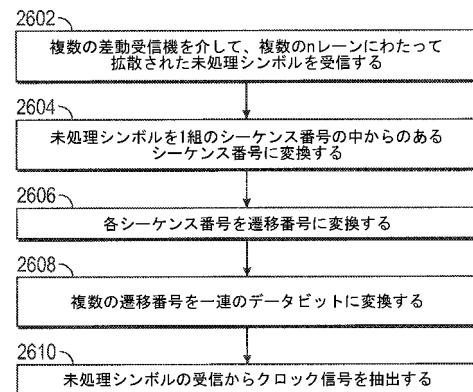 2602
複数の差動受信機を介して、複数のnレーンにわたって
拡散された未処理シンボルを受信する
2604
未処理シンボルを1組のシーケンス番号の中からのある
シーケンス番号に変換する
2606
各シーケンス番号を遷移番号に変換する
2608
複数の遷移番号を一連のデータビットに変換する
2610
未処理シンボルの受信からクロック信号を抽出する